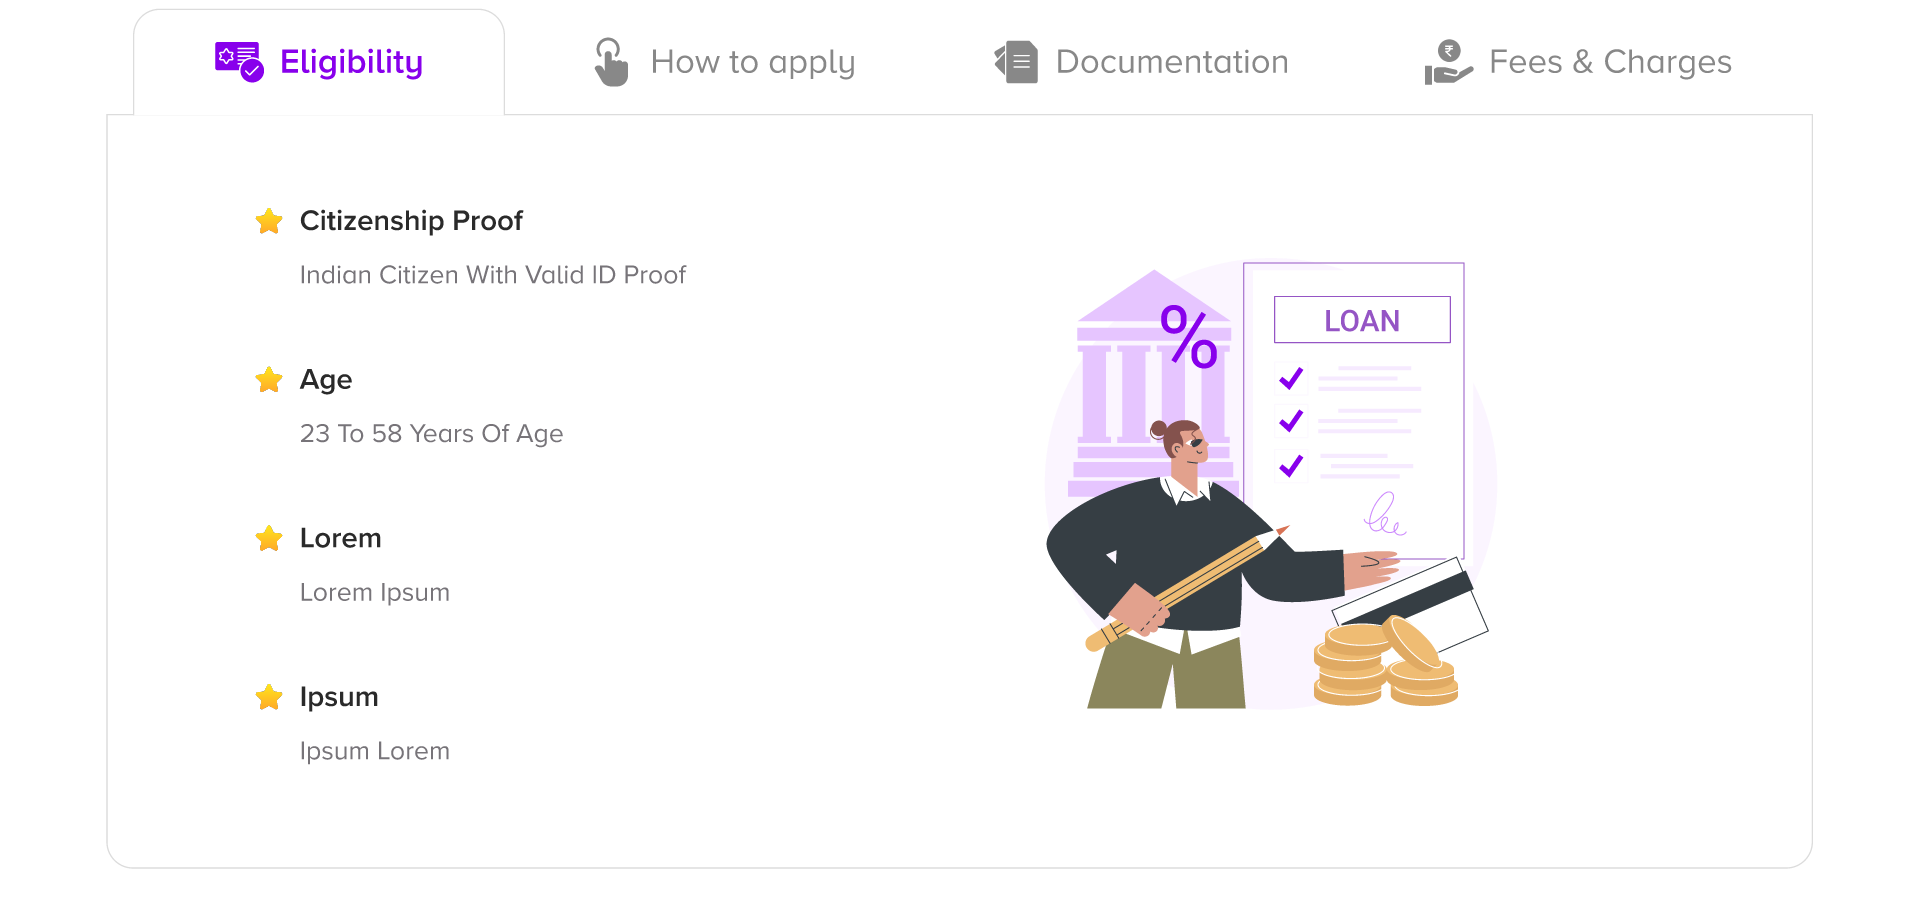 Eligibility
How to apply
Documentation
Fees & Charges
Citizenship Proof
Indian Citizen With Valid ID Proof
Age
23 To 58 Years Of Age
Lorem
Lorem Ipsum
Ipsum
Ipsum Lorem
%
LOAN
₹